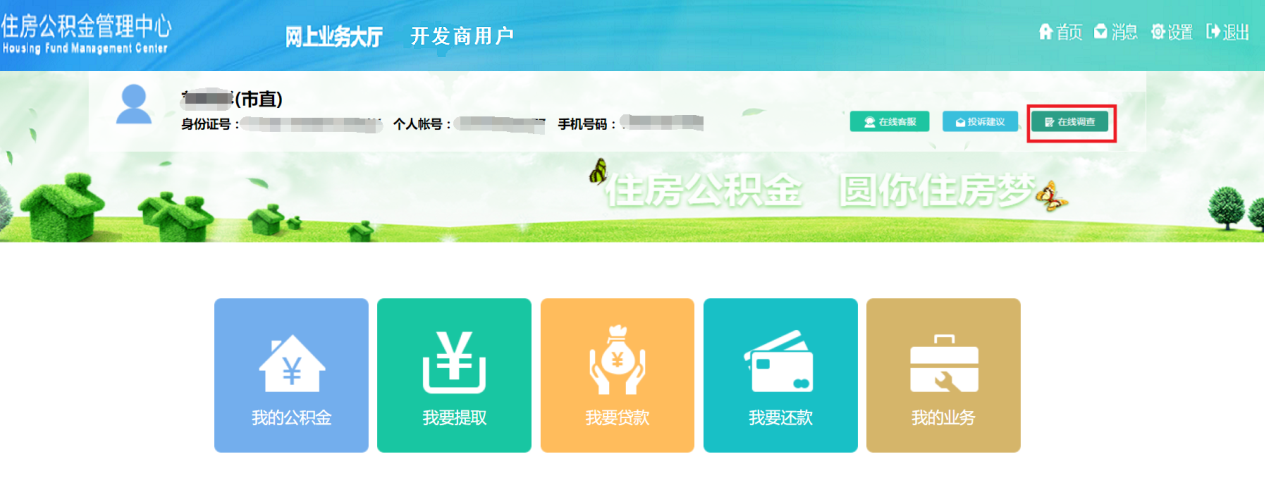 住房公积金管理中心
Housing Fund Management Center
网上业务大厅 开发商用户
首页 消息 设置 退出
(市直)
身份证号： 个人帐号： 手机号码：
在线客服 投诉建议 在线调查
住房公积金 圆你住房梦
我的公积金 我要提取 我要贷款 我要还款 我的业务